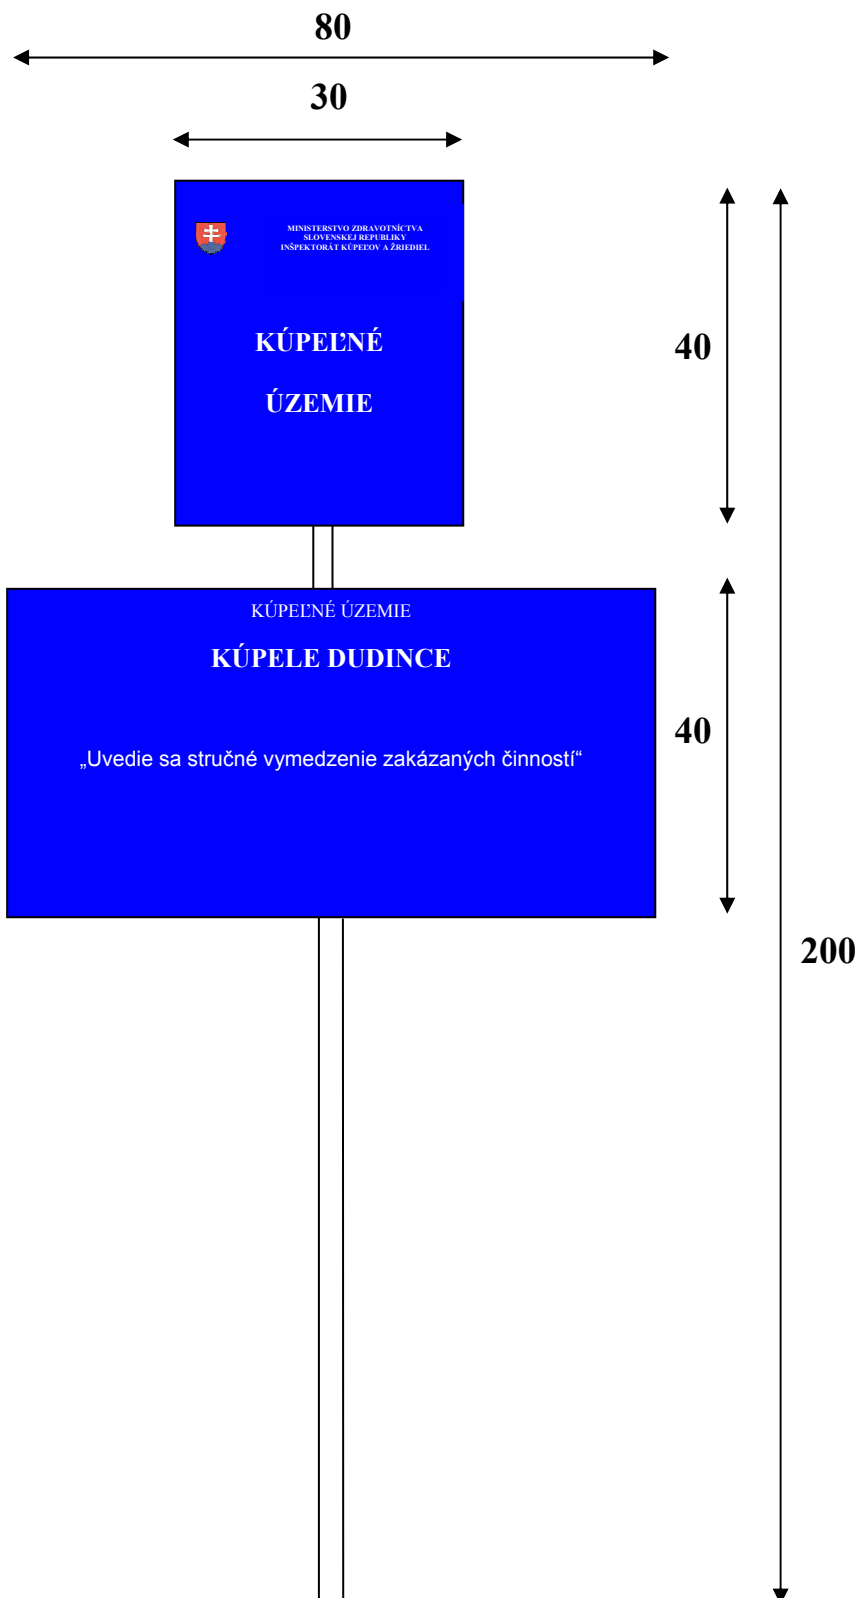 80
30
MINISTERSTVO ZDRAVOTNÍCTVA
SLOVENSKEJ REPUBLIKY
INŠPEKTORÁT KÚPEĽOV A ŽRIEDIEL
KÚPEĽNÉ
ÚZEMIE
40
KÚPEĽNÉ ÚZEMIE
KÚPELE DUDINCE
„Uvedie sa stručné vymedzenie zakázaných činností“
40
200